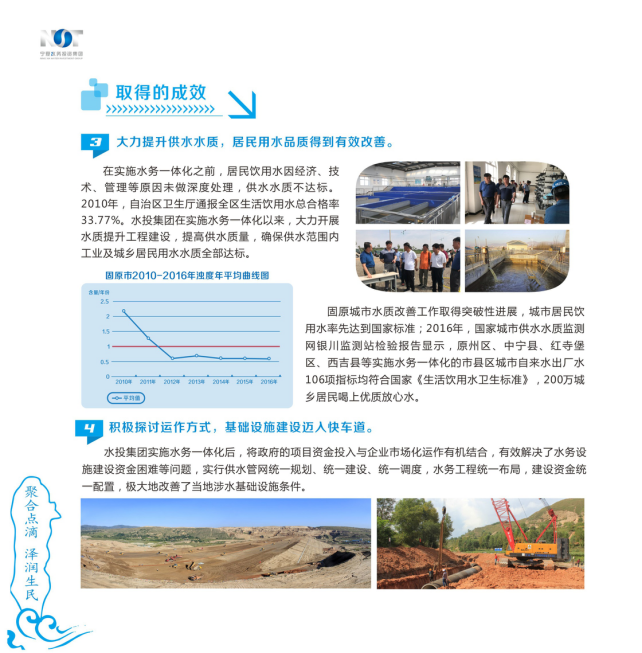 宁夏水务投资集团
取得的成效
3 大力提升供水水质，居民用水品质得到有效改善。
在实施水务一体化之前，居民饮用水因经济、技
术、管理等原因未做深度处理，供水水质不达标。
2010年，自治区卫生厅通报全区生活饮用水总合格率
33.77%。水投集团在实施水务一体化以来，大力开展
水质提升工程建设，提高供水质量，确保供水范围内
工业及城乡居民用水水质全部达标。
固原市2010-2016年浊度年平均曲线图
含量/年份
2.5
2
1.5
1
0.5
0
2010年 2011年 2012年 2013年 2014年 2015年 2016年
平均值
固原城市水质改善工作取得突破性进展，城市居民饮
用水率先达到国家标准；2016年，国家城市供水水质监测
网银川监测站检验报告显示，原州区、中宁县、红寺堡
区、西吉县等实施水务一体化的市县区城市自来水出厂水
106项指标均符合国家《生活饮用水卫生标准》，200万城
乡居民喝上优质放心水。
4 积极探讨运作方式，基础设施建设迈入快车道。
水投集团实施水务一体化后，将政府的项目资金投入与企业市场化运作有机结合，有效解决了水务设
施建设资金困难等问题，实行供水管网统一规划、统一建设、统一调度，水务工程统一布局，建设资金统
一配置，极大地改善了当地涉水基础设施条件。
聚合点滴 泽润生民